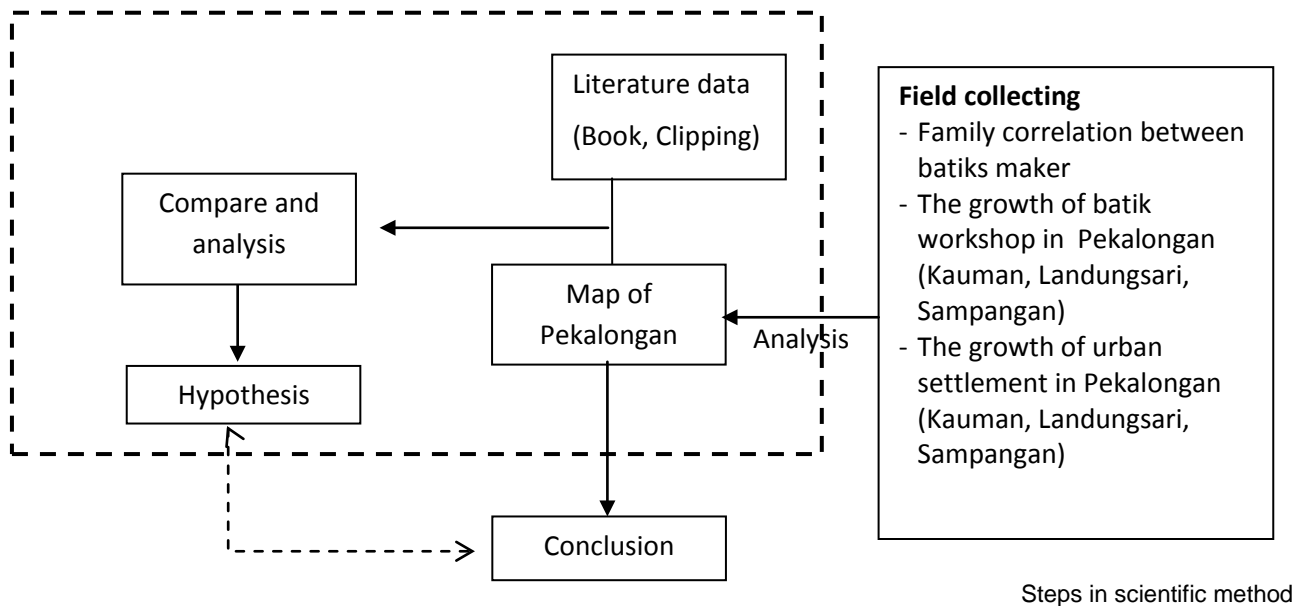 Literature data
(Book, Clipping)
Compare and
analysis
Map of
Pekalongan
Hypothesis
Conclusion
Analysis
Field collecting
- Family correlation between
batiks maker
- The growth of batik
workshop in Pekalongan
(Kauman, Landungsari,
Sampangan)
- The growth of urban
settlement in Pekalongan
(Kauman, Landungsari,
Sampangan)
Steps in scientific method